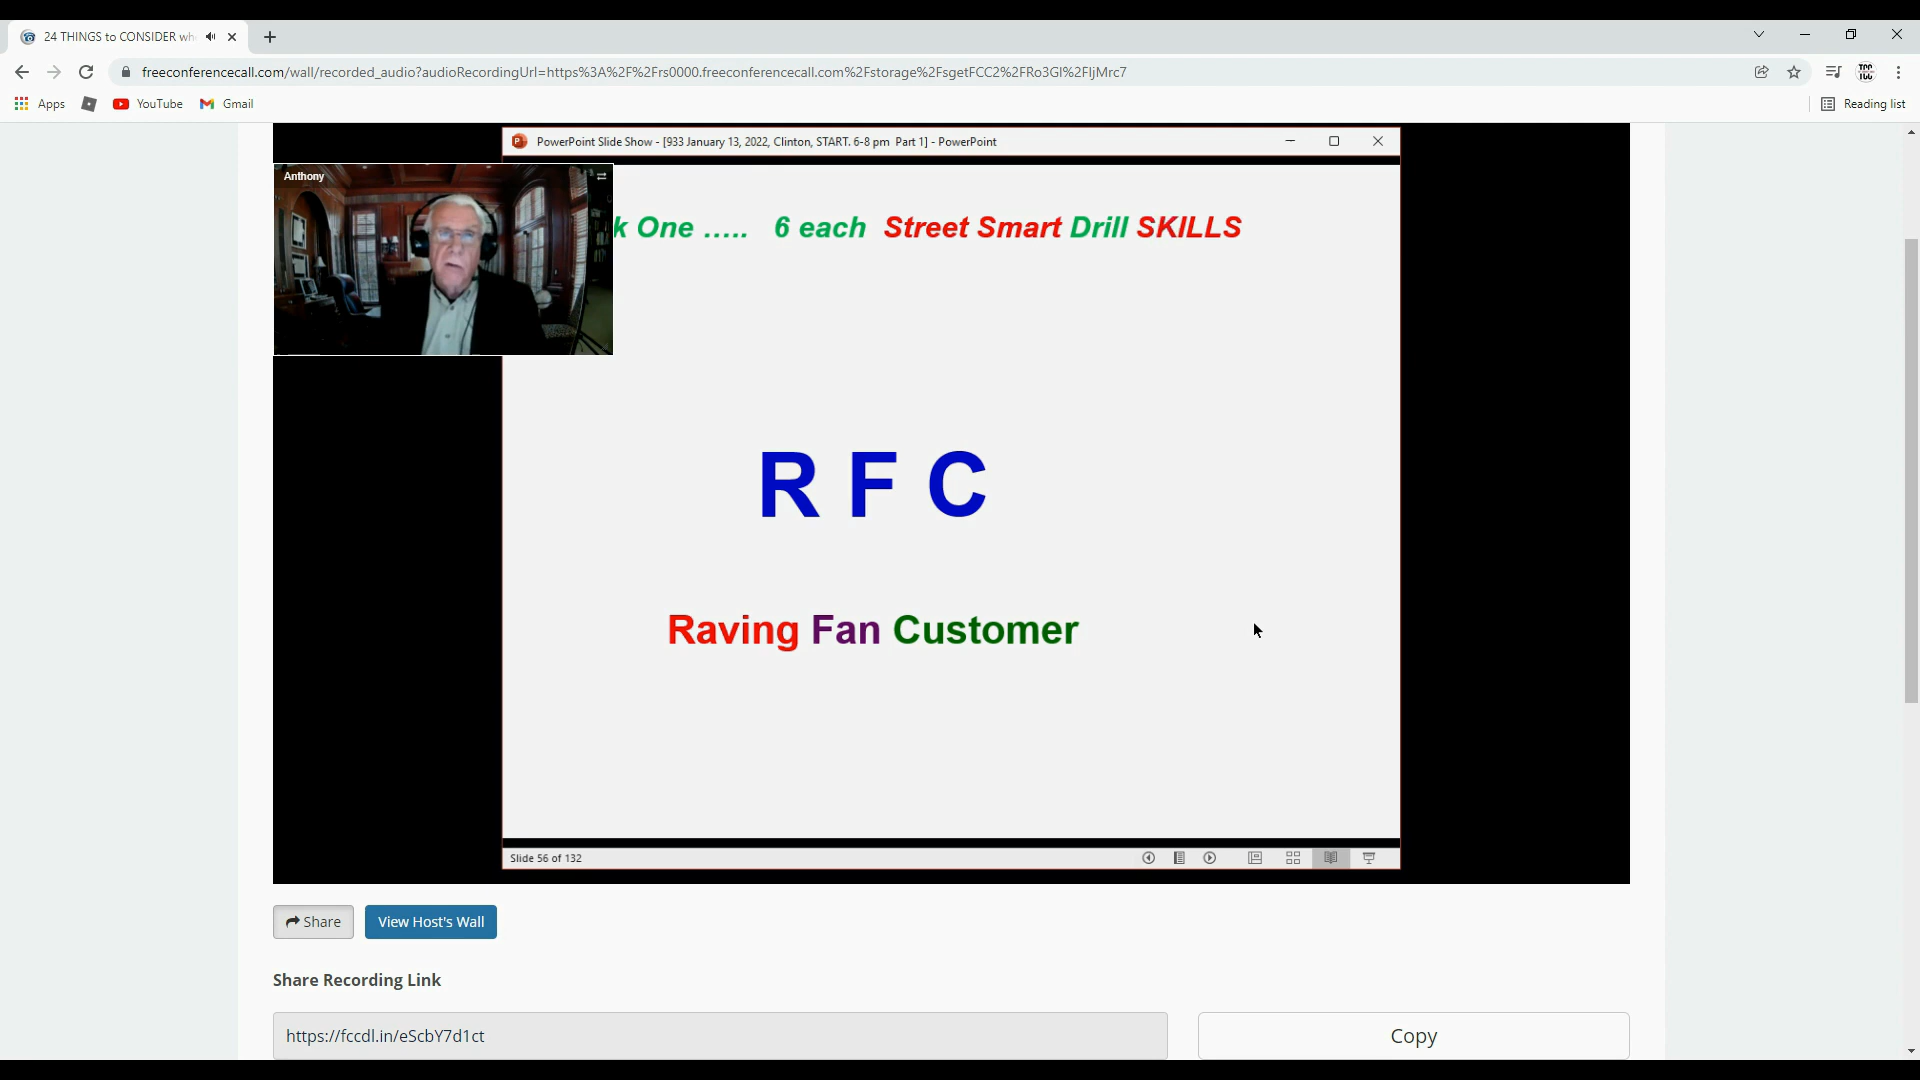 24 THINGS to CONSIDER wh
freeconferencecall.com/wall/recorded_audio?audioRecordingUrl=https%3A%2F%2Frs0000.freeconferencecall.com%2Fstorage%2FsgetFCC2%2FRo3GI%2FIjMrc7
Apps YouTube Gmail Reading list
PowerPoint Slide Show - [933 January 13, 2022, Clinton, START. 6-8 pm Part 1] - PowerPoint
Anthony
k One ..... 6 each Street Smart Drill SKILLS
R F C
Raving Fan Customer
Slide 56 of 132
Share View Host's Wall
Share Recording Link
https://fccdl.in/eScbY7d1ct Copy